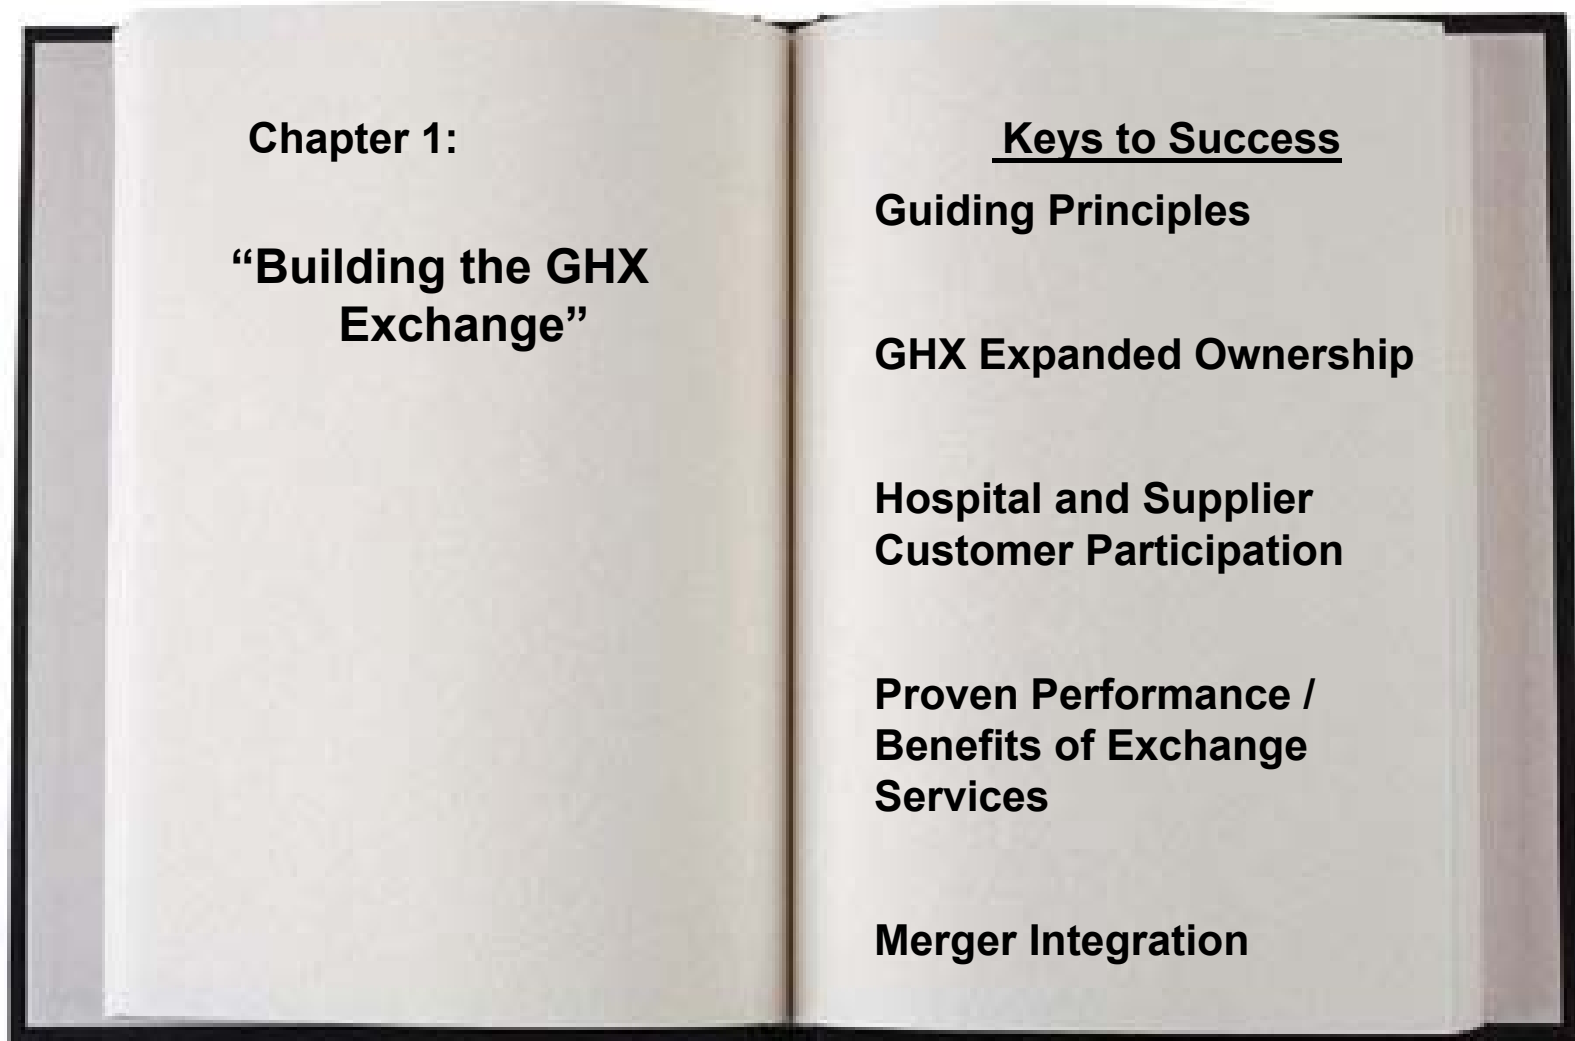 Chapter 1:
“Building the GHX
Exchange”
Keys to Success
Guiding Principles
GHX Expanded Ownership
Hospital and Supplier
Customer Participation
Proven Performance /
Benefits of Exchange
Services
Merger Integration